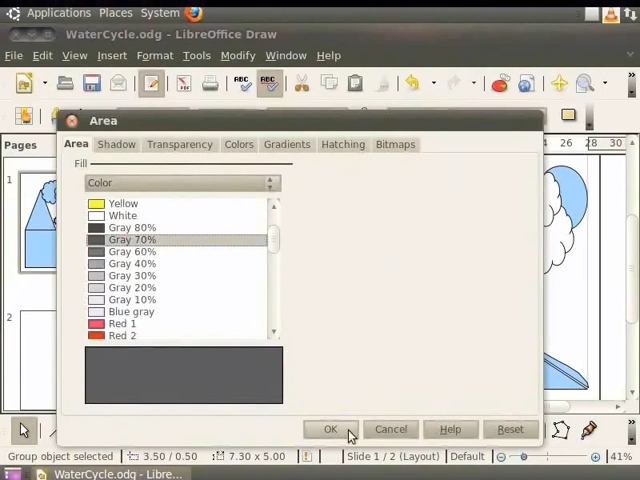 Applications Places System
WaterCycle.odg - LibreOffice Draw
File Edit View Insert Format Tools Modify Window Help
ABC ABC
Area
Pages
26 28 30
Area Shadow Transparency Colors Gradients Hatching Bitmaps
Fill
1
Color
Yellow
White
Gray 80%
Gray 70%
Gray 60%
Gray 40%
Gray 30%
Gray 20%
Gray 10%
Blue gray
2
Red 1
Red 2
OK Cancel Help Reset
Group object selected 3.50 / 0.50 7.30 x 5.00 Slide 1 / 2 (Layout) Default 41%
WaterCycle.odg - Libre...